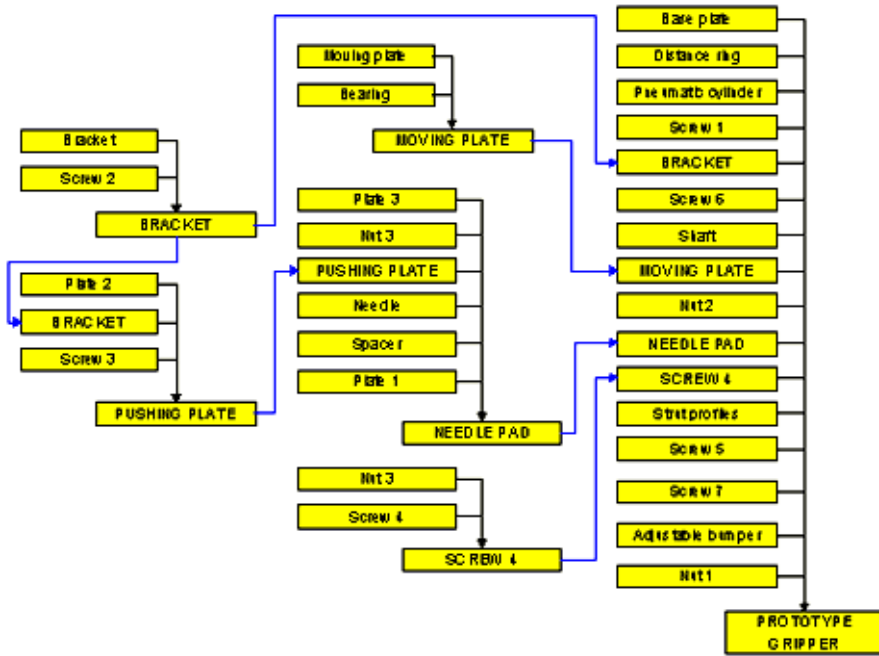 Bracket
Screw 2
BRACKET
Plate 2
BRACKET
Screw 3
PUSHING PLATE
Moving plate
Bearing
MOVING PLATE
Plate 3
Nut 3
PUSHING PLATE
Needle
Spacer
Plate 1
NEEDLE PAD
Nut 3
Screw 4
SCREW 4
Base plate
Distance ring
Pneumatic cylinder
Screw 1
BRACKET
Screw 6
Shaft
MOVING PLATE
Nut 2
NEEDLE PAD
SCREW 4
Strut profiles
Screw 5
Screw 7
Adjustable bumper
Nut 1
PROTOTYPE
GRIPPER